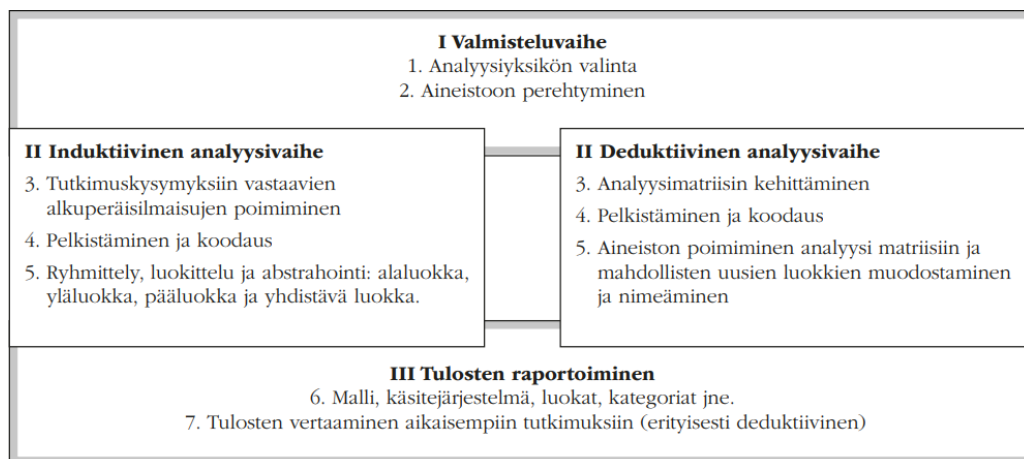 I Valmisteluvaihe
1. Analyysiyksikön valinta
2. Aineistoon perehtyminen
II Induktiivinen analyysivaihe
3. Tutkimuskysymyksiin vastaavien
alkuperäisilmaisujen poimiminen
4. Pelkistäminen ja koodaus
5. Ryhmittely, luokittelu ja abstrahointi: alaluokka,
yläluokka, pääluokka ja yhdistävä luokka.
II Deduktiivinen analyysivaihe
3. Analyysimatriisin kehittäminen
4. Pelkistäminen ja koodaus
5. Aineiston poimiminen analyysi matriisiin ja
mahdollisten uusien luokkien muodostaminen
ja nimeäminen
III Tulosten raportoiminen
6. Malli, käsitejärjestelmä, luokat, kategoriat jne.
7. Tulosten vertaaminen aikaisempiin tutkimuksiin (erityisesti deduktiivinen)